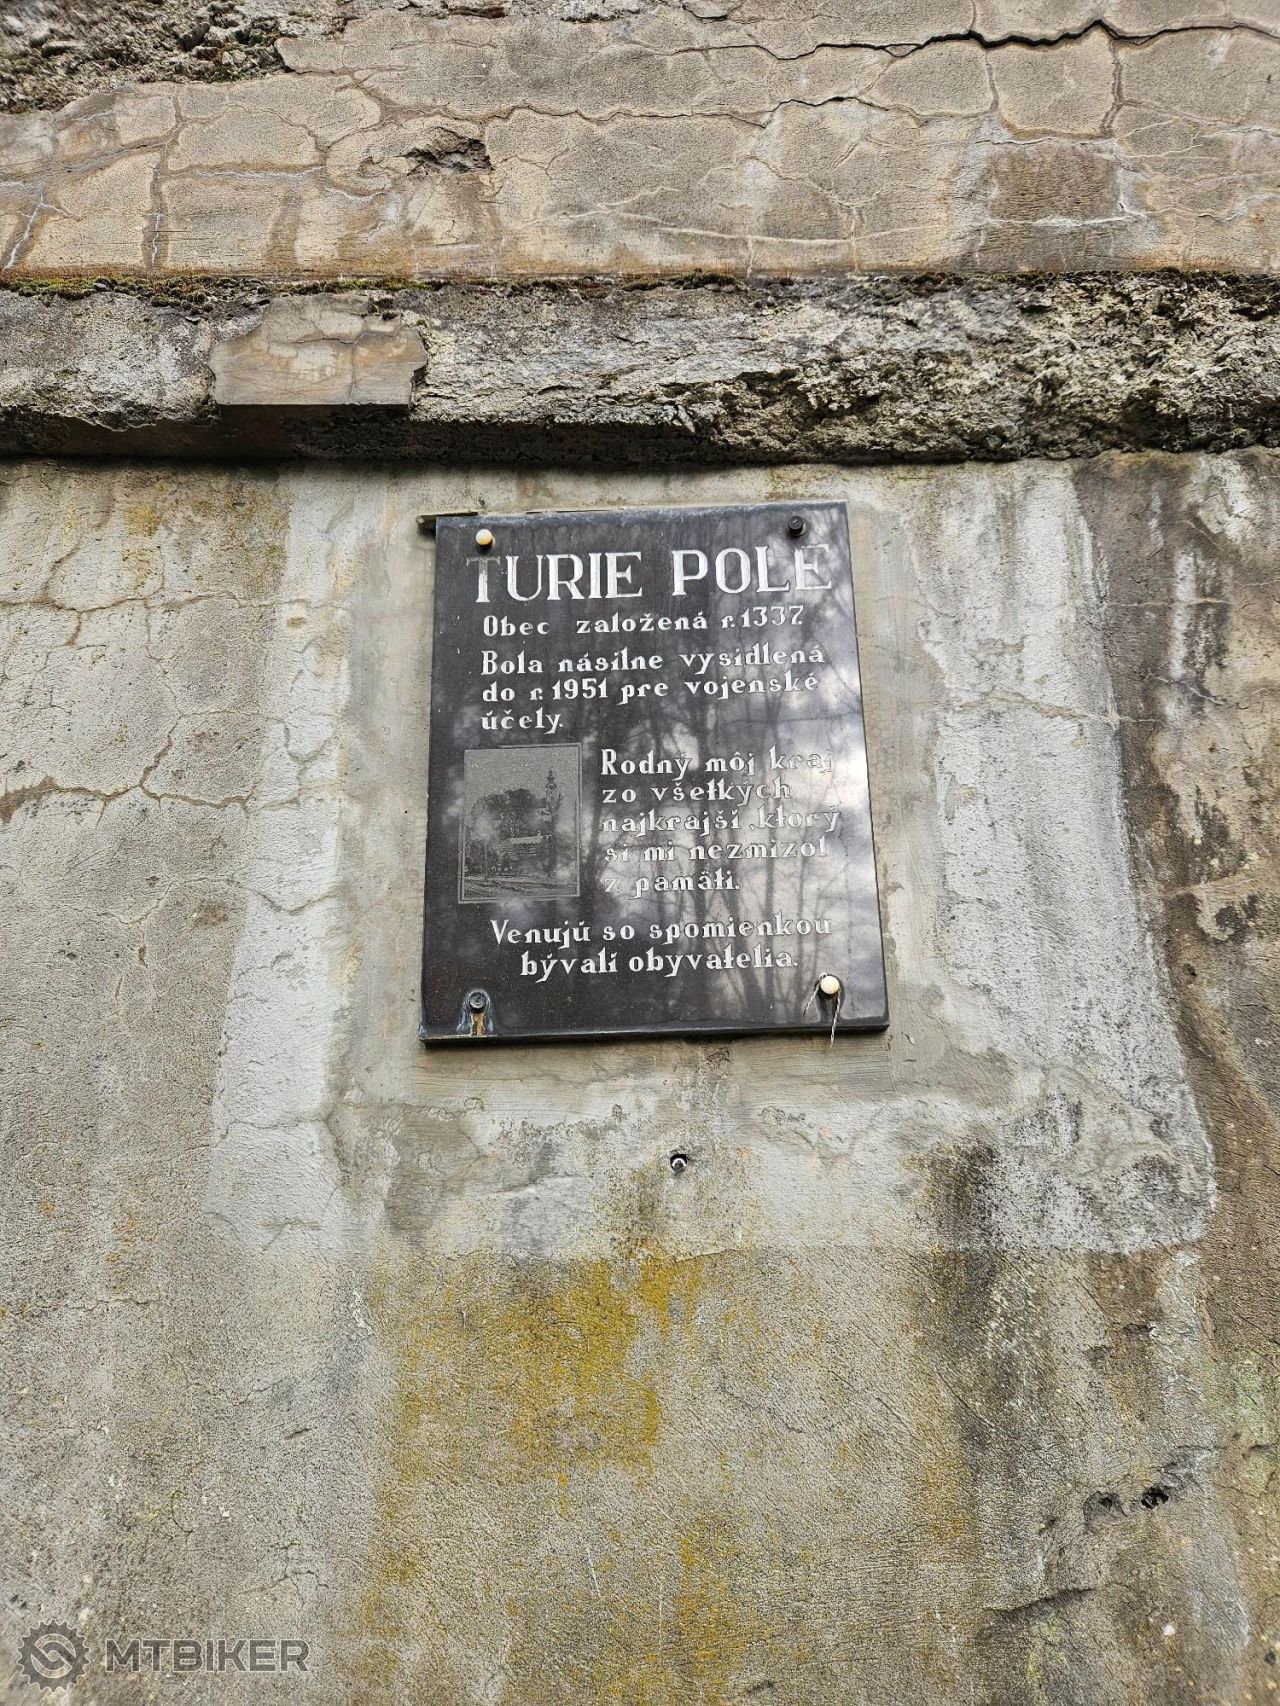 TURIE POLE
Obec založená r. 1337.
Bola násilne vysidlená
do r. 1951 pre vojenské
účely.
Rodný môj kraj
zo všetkých
najkrajší, ktorý
si mi nezmizol
z pamäti.
Venujú so spomienkou
bývali obyvatelia.
MTBIKER